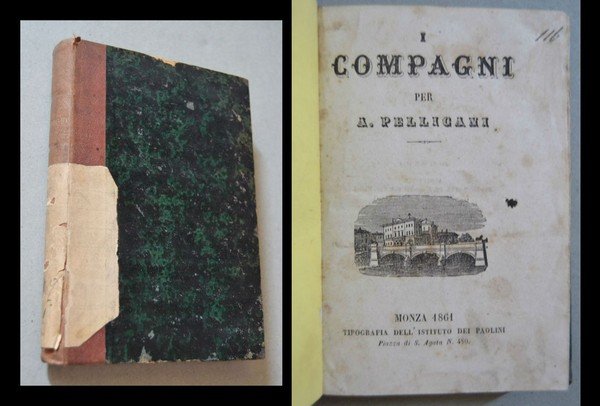 116
I
COMPAGNI
PER
A. PELLICANI
MONZA 1861
TIPOGRAFIA DELL'ISTITUTO DEI PAOLINI
Piazza di S. Agata N. 480.